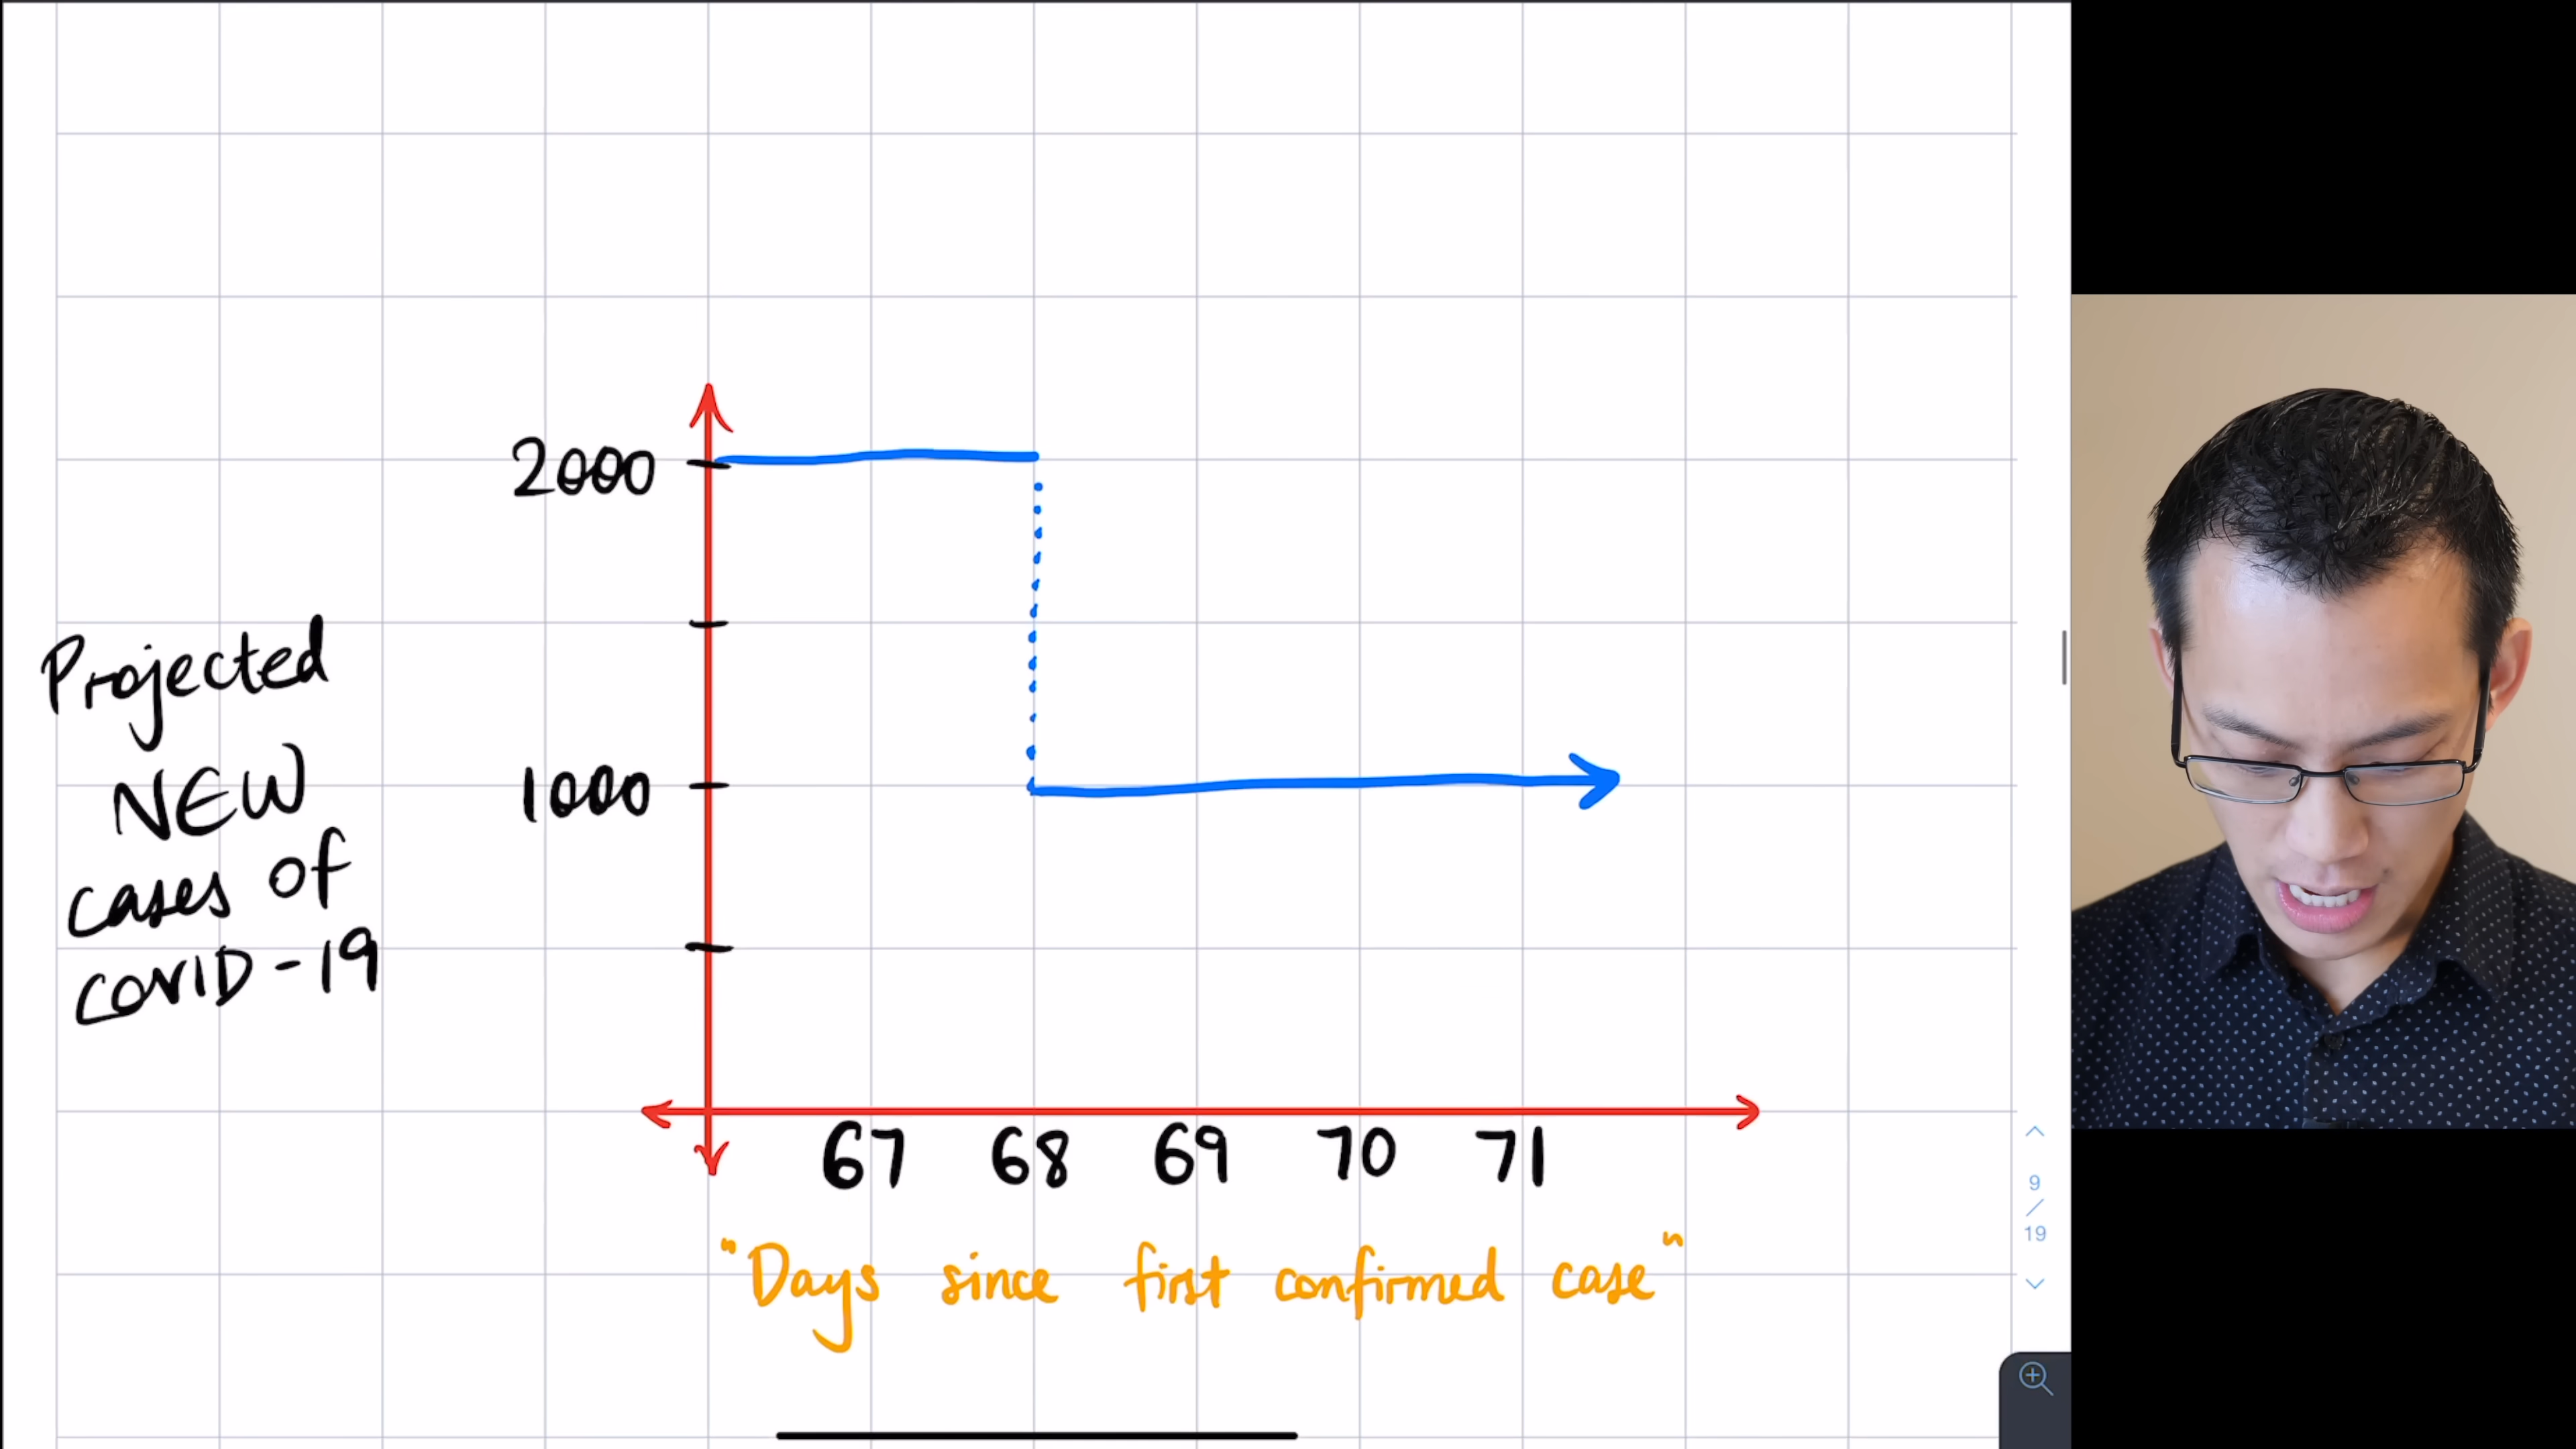 2000
Projected
NEW
cases of
COVID-19
1000
67 68 69 70 71
"Days since first confirmed case"
9
/
19